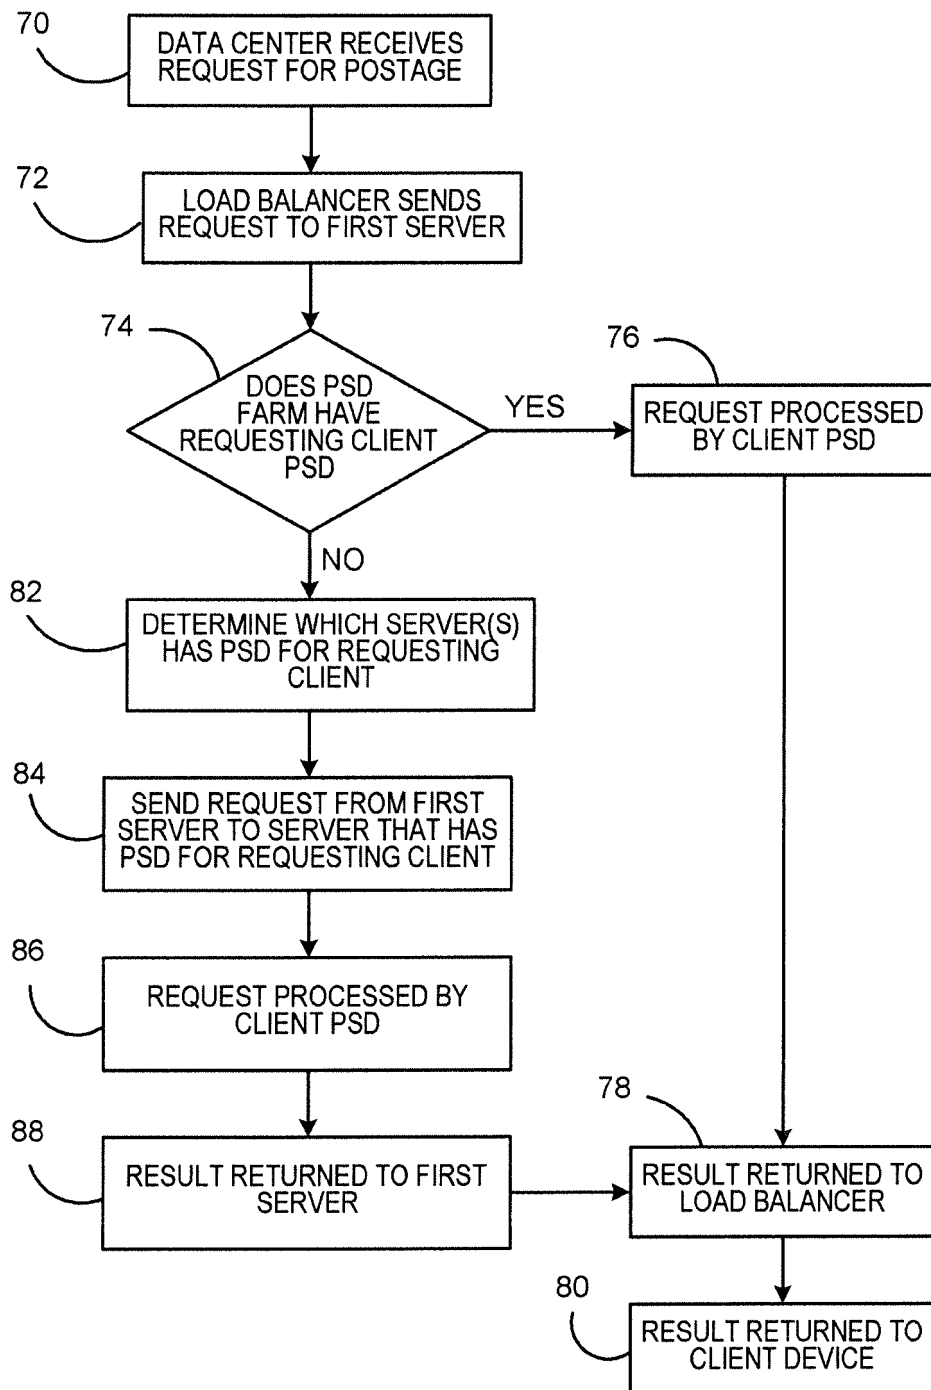 70
DATA CENTER RECEIVES
REQUEST FOR POSTAGE
72
LOAD BALANCER SENDS
REQUEST TO FIRST SERVER
74
DOES PSD
FARM HAVE
REQUESTING CLIENT
PSD
YES
76
REQUEST PROCESSED
BY CLIENT PSD
NO
82
DETERMINE WHICH SERVER(S)
HAS PSD FOR REQUESTING
CLIENT
84
SEND REQUEST FROM FIRST
SERVER TO SERVER THAT HAS
PSD FOR REQUESTING CLIENT
86
REQUEST PROCESSED BY
CLIENT PSD
88
RESULT RETURNED TO FIRST
SERVER
78
RESULT RETURNED TO
LOAD BALANCER
80
RESULT RETURNED TO
CLIENT DEVICE